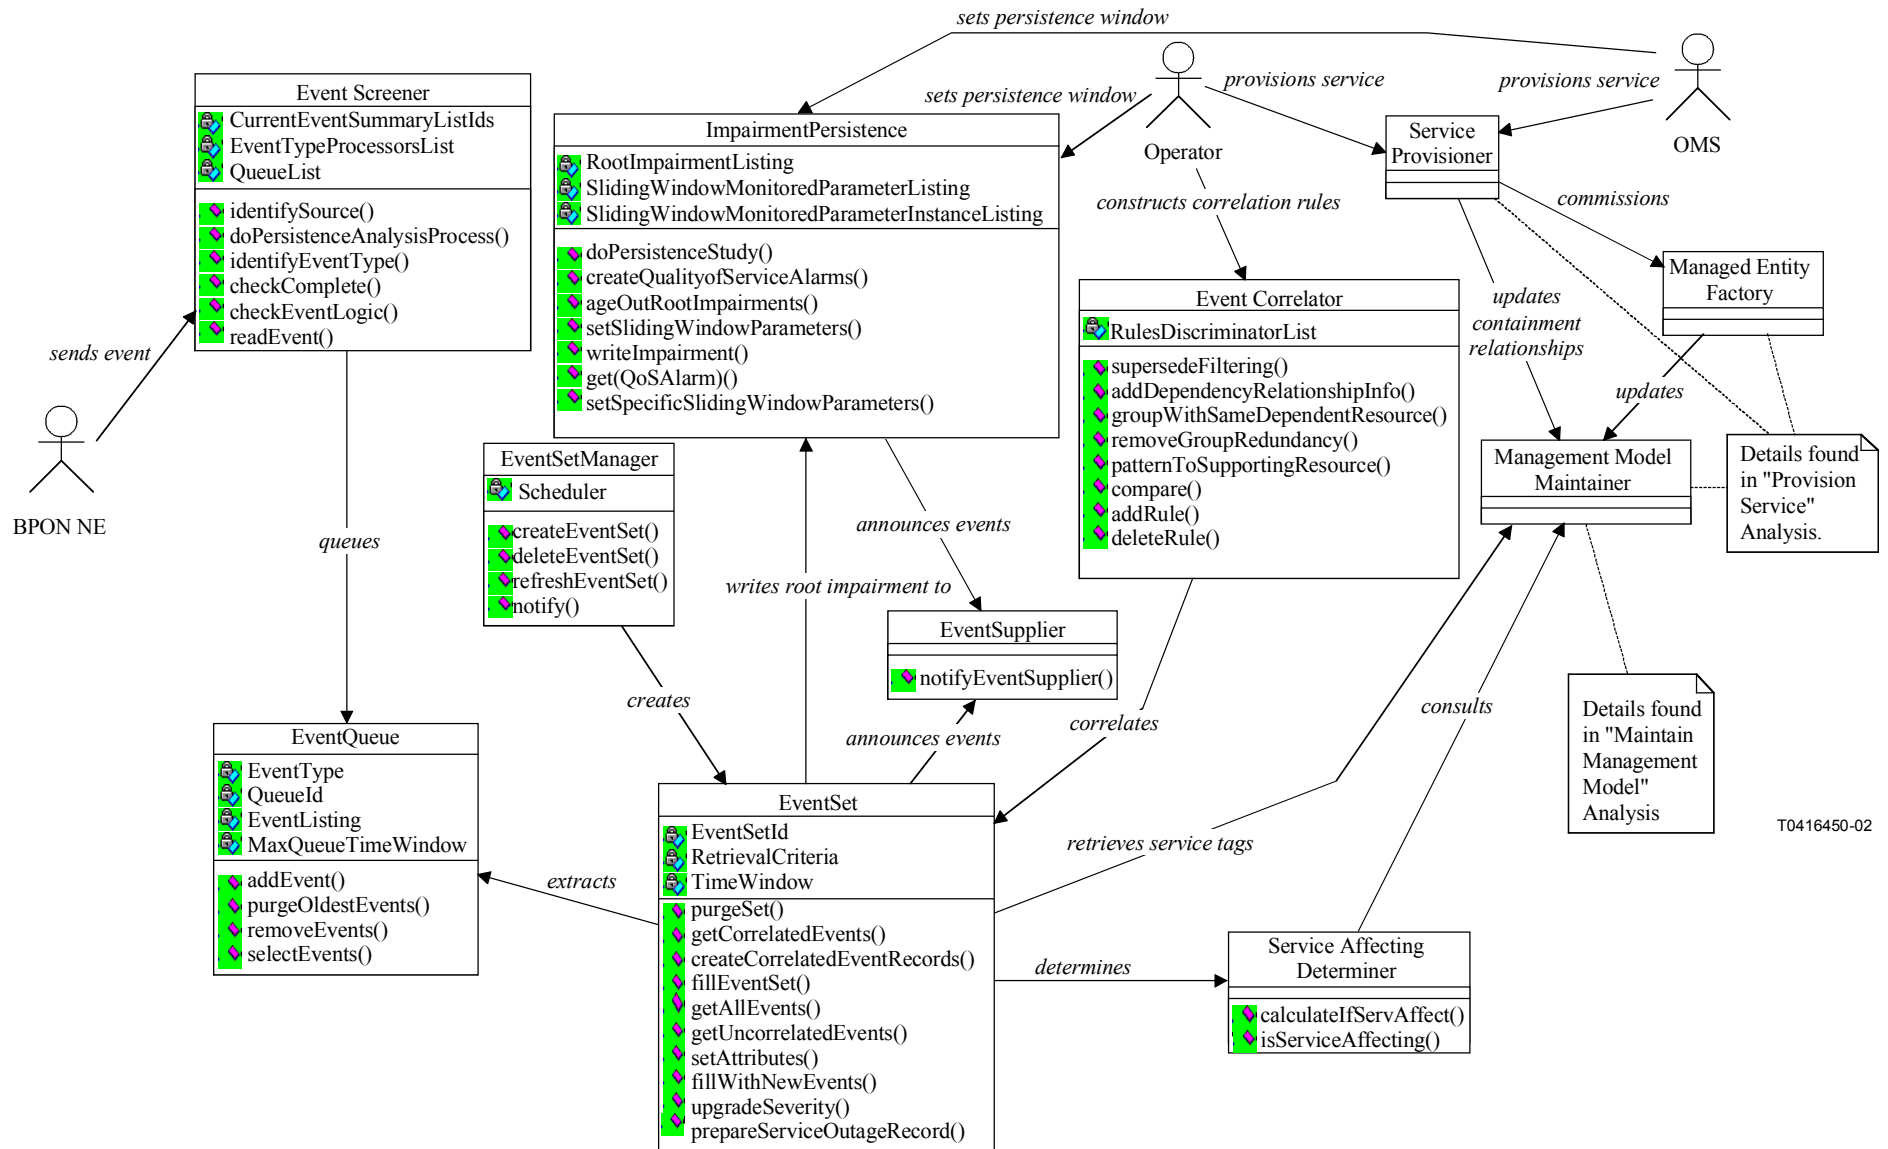 sets persistence window
Event Screener
CurrentEventSummaryListIds
EventTypeProcessorsList
QueueList
identifySource()
doPersistenceAnalysisProcess()
identifyEventType()
checkComplete()
checkEventLogic()
readEvent()
sends event
BPON NE
queues
sets persistence window
ImpairmentPersistence
RootImpairmentListing
SlidingWindowMonitoredParameterListing
SlidingWindowMonitoredParameterInstanceListing
doPersistenceStudy()
createQualityofServiceAlarms()
ageOutRootImpairments()
setSlidingWindowParameters()
writeImpairment()
get(QoSAlarm)()
setSpecificSlidingWindowParameters()
Operator
provisions service
provisions service
OMS
Service
Provisioner
constructs correlation rules
commissions
Managed Entity
Factory
updates
containment
relationships
updates
Event Correlator
RulesDiscriminatorList
supersedeFiltering()
addDependencyRelationshipInfo()
groupWithSameDependentResource()
removeGroupRedundancy()
patternToSupportingResource()
compare()
addRule()
deleteRule()
Management Model
Maintainer
Details found
in "Provision
Service"
Analysis.
EventSetManager
Scheduler
createEventSet()
deleteEventSet()
refreshEventSet()
notify()
announces events
writes root impairment to
EventSupplier
notifyEventSupplier()
creates
announces events
correlates
consults
Details found
in "Maintain
Management
Model"
Analysis
T0416450-02
EventQueue
EventType
QueueId
EventListing
MaxQueueTimeWindow
addEvent()
purgeOldestEvents()
removeEvents()
selectEvents()
extracts
EventSet
EventSetId
RetrievalCriteria
TimeWindow
purgeSet()
getCorrelatedEvents()
createCorrelatedEventRecords()
fillEventSet()
getAllEvents()
getUncorrelatedEvents()
setAttributes()
fillWithNewEvents()
upgradeSeverity()
prepareServiceOutageRecord()
retrieves service tags
determines
Service Affecting
Determiner
calculateIfServAffect()
isServiceAffecting()